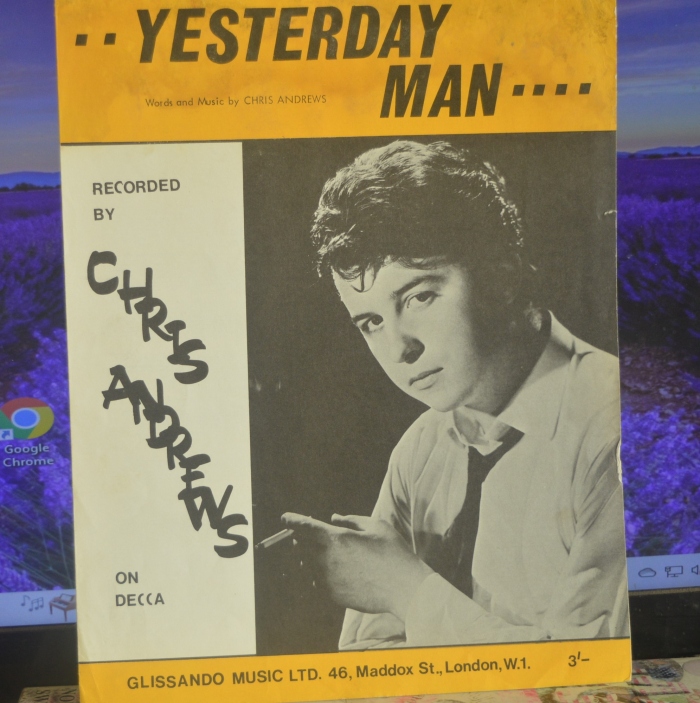 ..YESTERDAY
MAN....
Words and Music by CHRIS ANDREWS
RECORDED
BY
CHRIS
ANDREWS
ON
DECCA
GLISSANDO MUSIC LTD. 46, Maddox St., London, W.1. 3'–
Google
Chrome